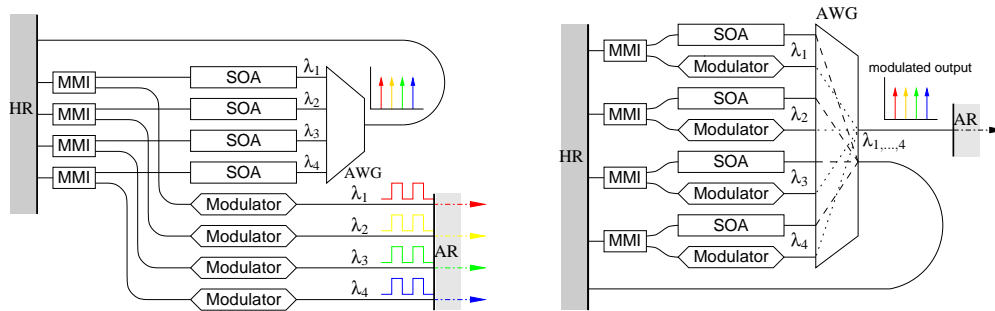 HR
MMI
SOA
λ1
MMI
SOA
λ2
MMI
SOA
λ3
MMI
SOA
λ4
AWG
Modulator
λ1
Modulator
λ2
Modulator
λ3
Modulator
λ4
AR
AWG
HR
MMI
SOA
Modulator
λ1
MMI
SOA
Modulator
λ2
MMI
SOA
Modulator
λ3
MMI
SOA
Modulator
λ4
modulated output
λ1,...,4
AR